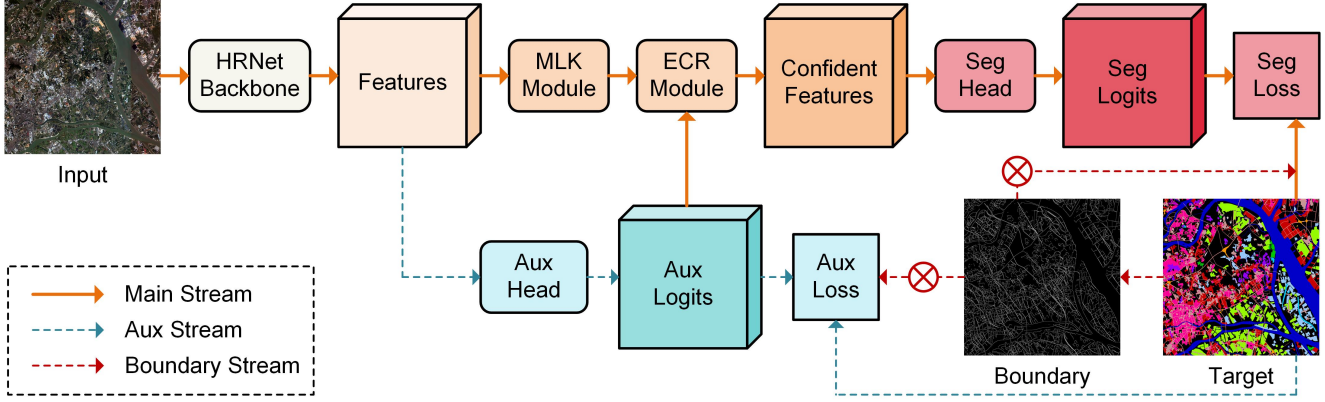 HRNet
Backbone
Features
MLK
Module
ECR
Module
Confident
Features
Seg
Head
Seg
Logits
Seg
Loss
Input
Aux
Head
Aux
Logits
Aux
Loss
Boundary
Target
Main Stream
Aux Stream
Boundary Stream